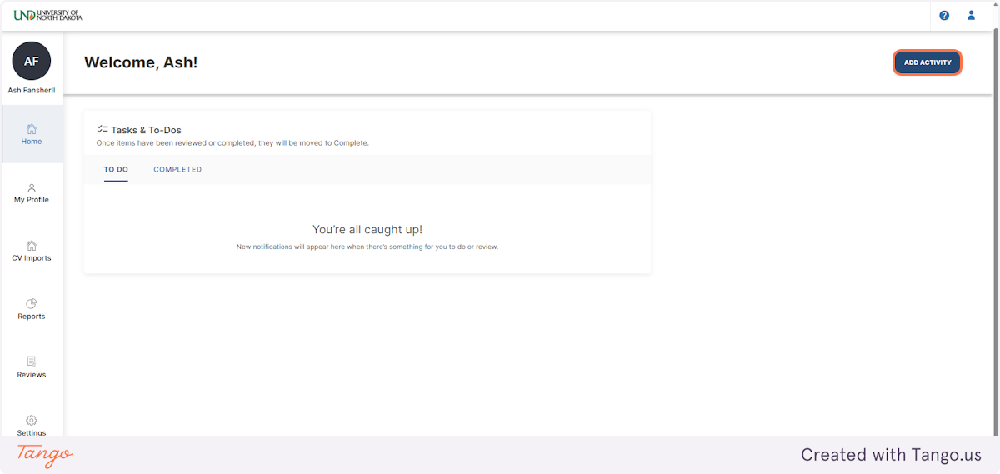 UND UNIVERSITY OF
NORTH DAKOTA
?
AF
Ash Fansherll
Welcome, Ash!
ADD ACTIVITY
Home
My Profile
CV Imports
Reports
Reviews
Settings
Tasks & To-Dos
Once items have been reviewed or completed, they will be moved to Complete.
TO DO COMPLETED
You're all caught up!
New notifications will appear here when there's something for you to do or review.
Tango
Created with Tango.us